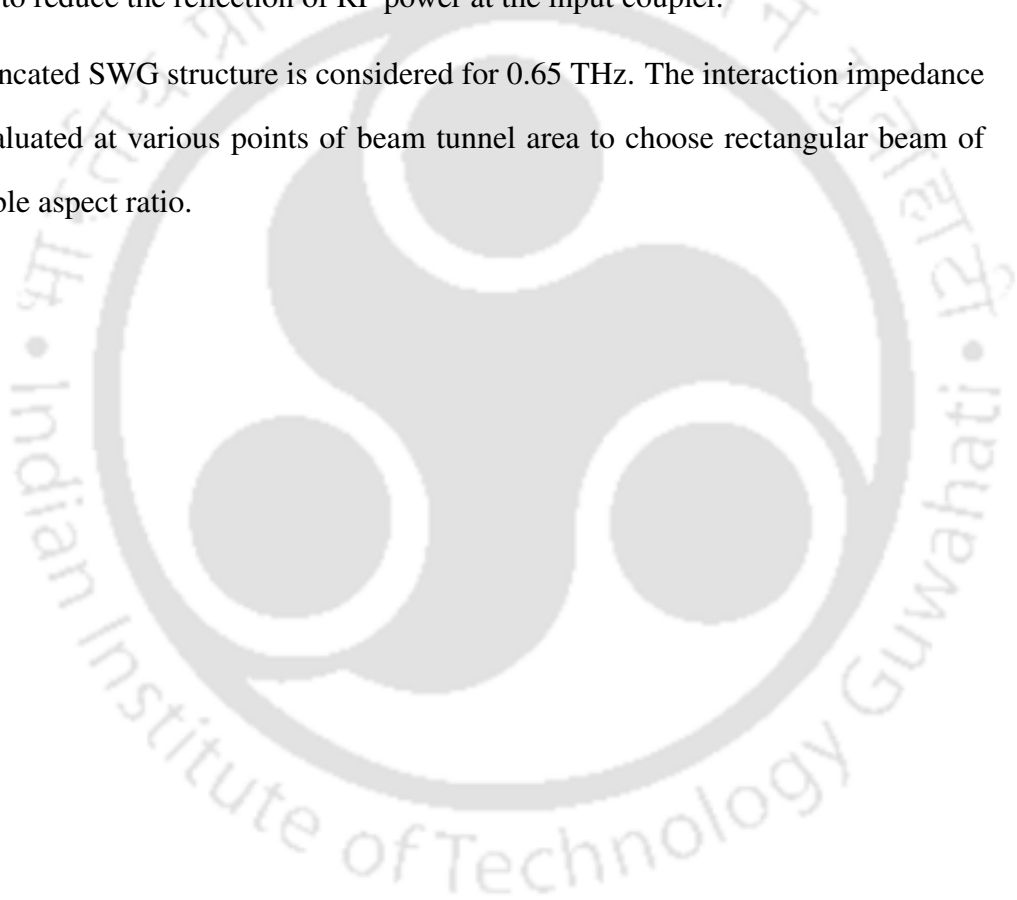 to reduce the reflection of RF power at the input coupler.
ncated SWG structure is considered for 0.65 THz. The interaction impedance
aluated at various points of beam tunnel area to choose rectangular beam of
ble aspect ratio.
Indian Institute of Technology Guwahati